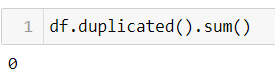 1 df.duplicated().sum()
0